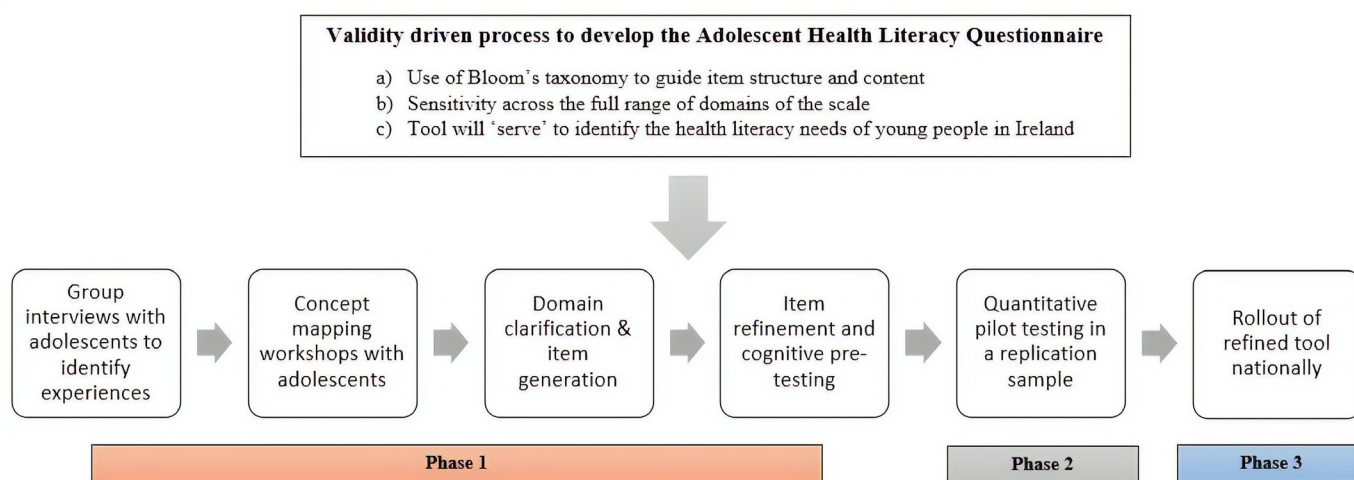 Validity driven process to develop the Adolescent Health Literacy Questionnaire
a) Use of Bloom's taxonomy to guide item structure and content
b) Sensitivity across the full range of domains of the scale
c) Tool will 'serve' to identify the health literacy needs of young people in Ireland
Group
interviews with
adolescents to
identify
experiences
Concept
mapping
workshops with
adolescents
Domain
clarification &
item
generation
Item
refinement and
cognitive pre-
testing
Quantitative
pilot testing in
a replication
sample
Rollout of
refined tool
nationally
Phase 1
Phase 2
Phase 3